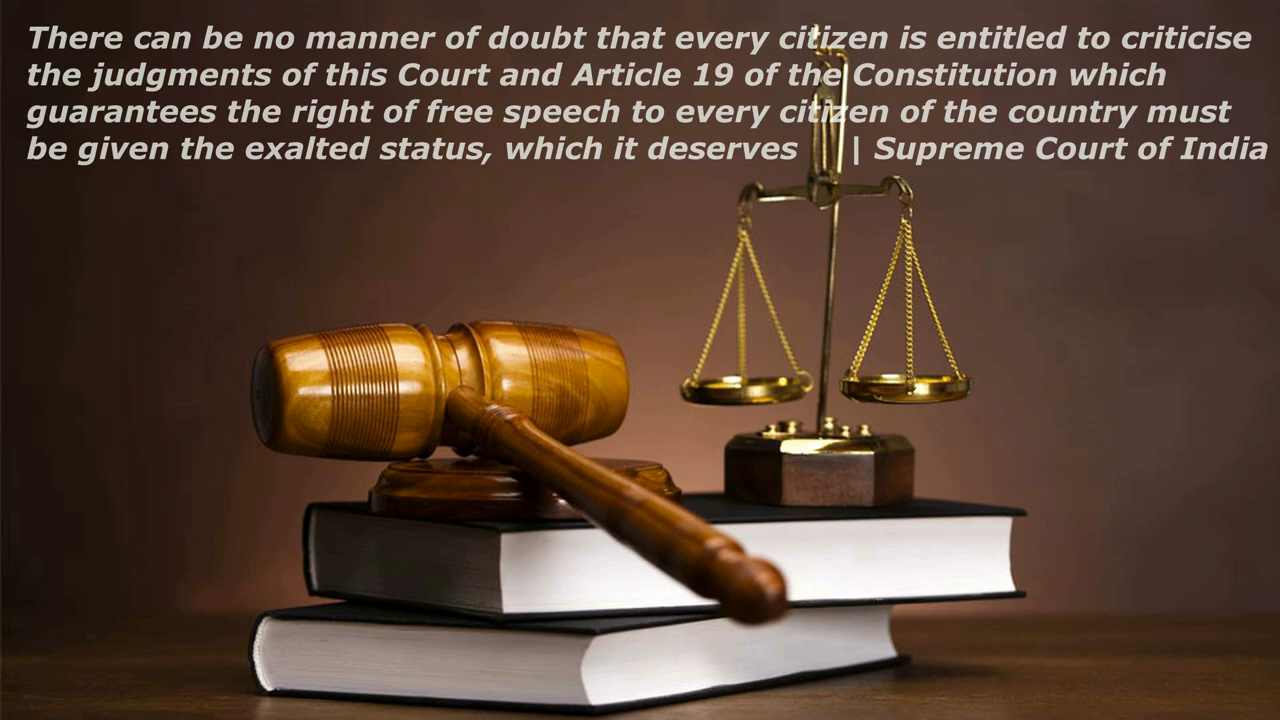 There can be no manner of doubt that every citizen is entitled to criticise
the judgments of this Court and Article 19 of the Constitution which
guarantees the right of free speech to every citizen of the country must
be given the exalted status, which it deserves | Supreme Court of India